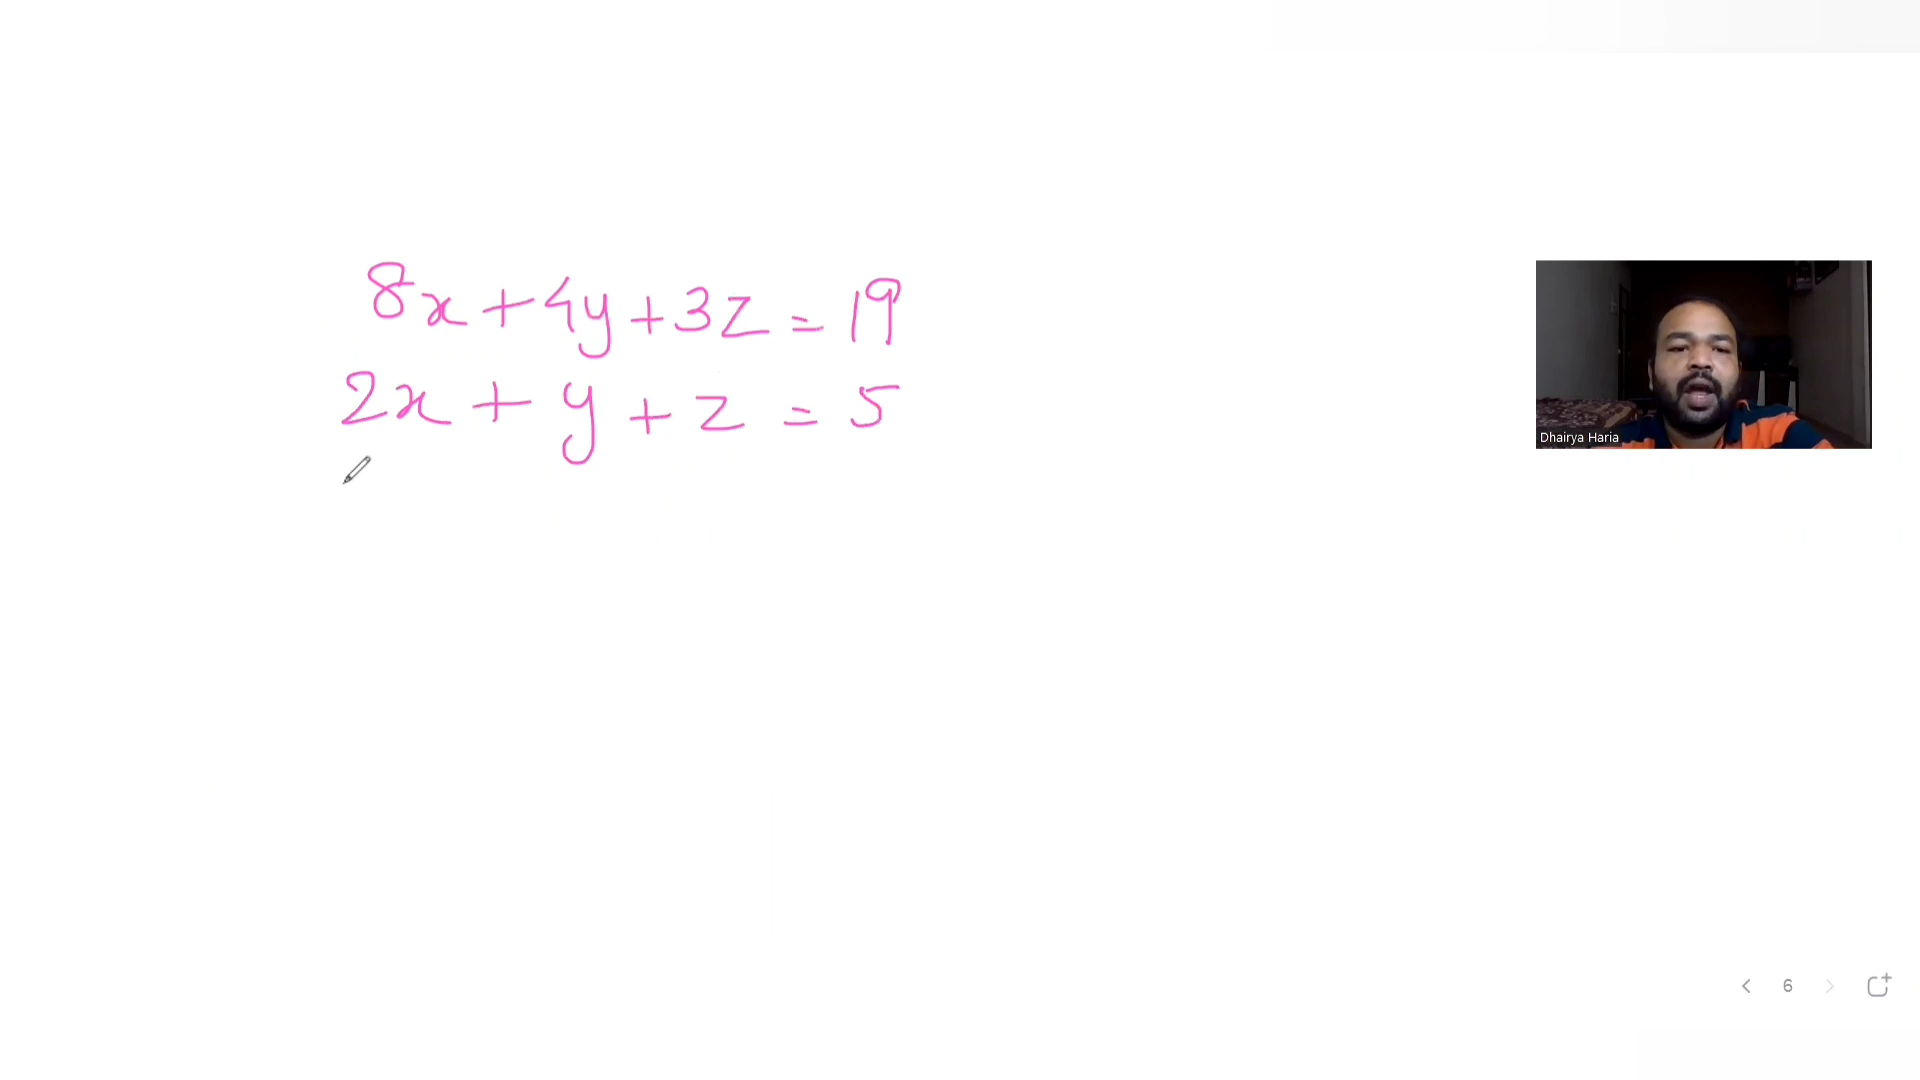 8x + 4y + 3z = 19
2x + y + z = 5
Dhairya Haria
6